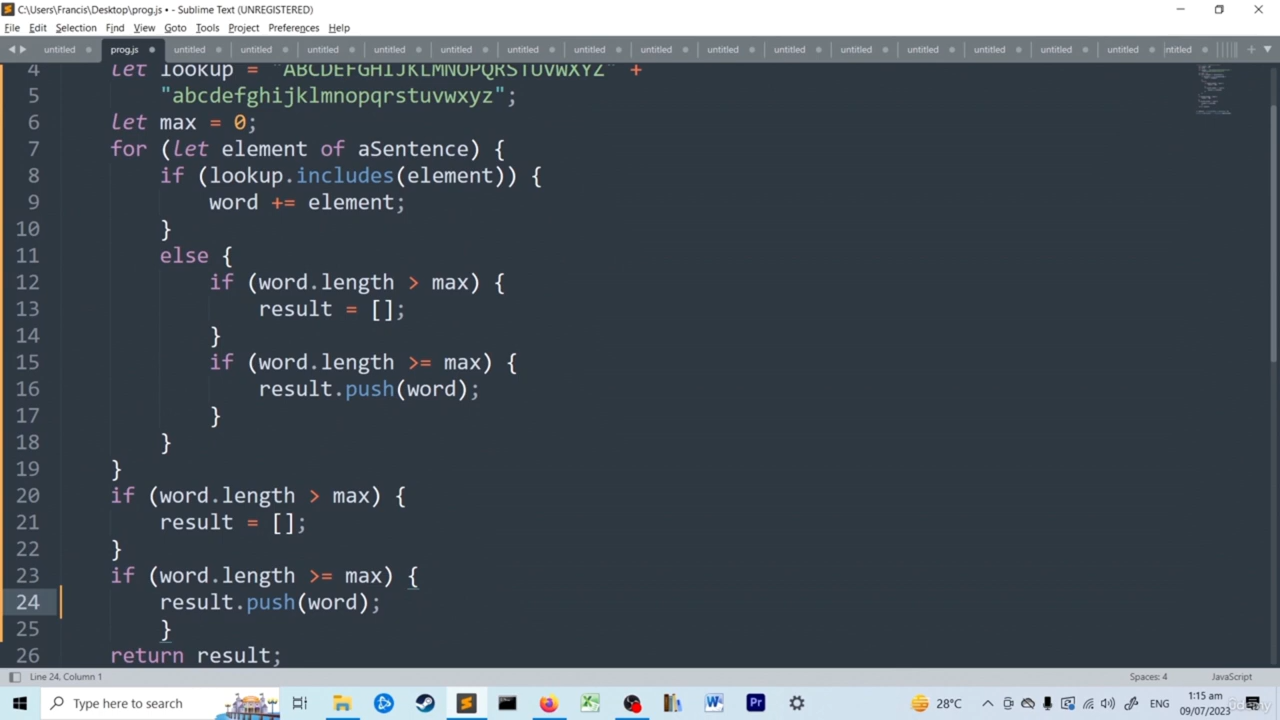 C:\Users\Francis\Desktop\prog.js • - Sublime Text (UNREGISTERED)
File Edit Selection Find View Goto Tools Project Preferences Help
untitled prog.js untitled untitled untitled untitled untitled untitled untitled untitled untitled untitled untitled untitled untitled untitled untitled ntitled
4 let lookup = "ABCDEFGHIJKLMNOPQRSTUVWXYZ" +
5 "abcdefghijklmnopqrstuvwxyz";
6 let max = 0;
7 for (let element of aSentence) {
8 if (lookup.includes(element)) {
9 word += element;
10 }
11 else {
12 if (word.length > max) {
13 result = [];
14 }
15 if (word.length >= max) {
16 result.push(word);
17 }
18 }
19 }
20 if (word.length > max) {
21 result = [];
22 }
23 if (word.length >= max) {
24 result.push(word);
25 }
26 return result;
Line 24, Column 1 Spaces: 4 JavaScript
Type here to search 28°C ENG 1:15 am
09/07/2023